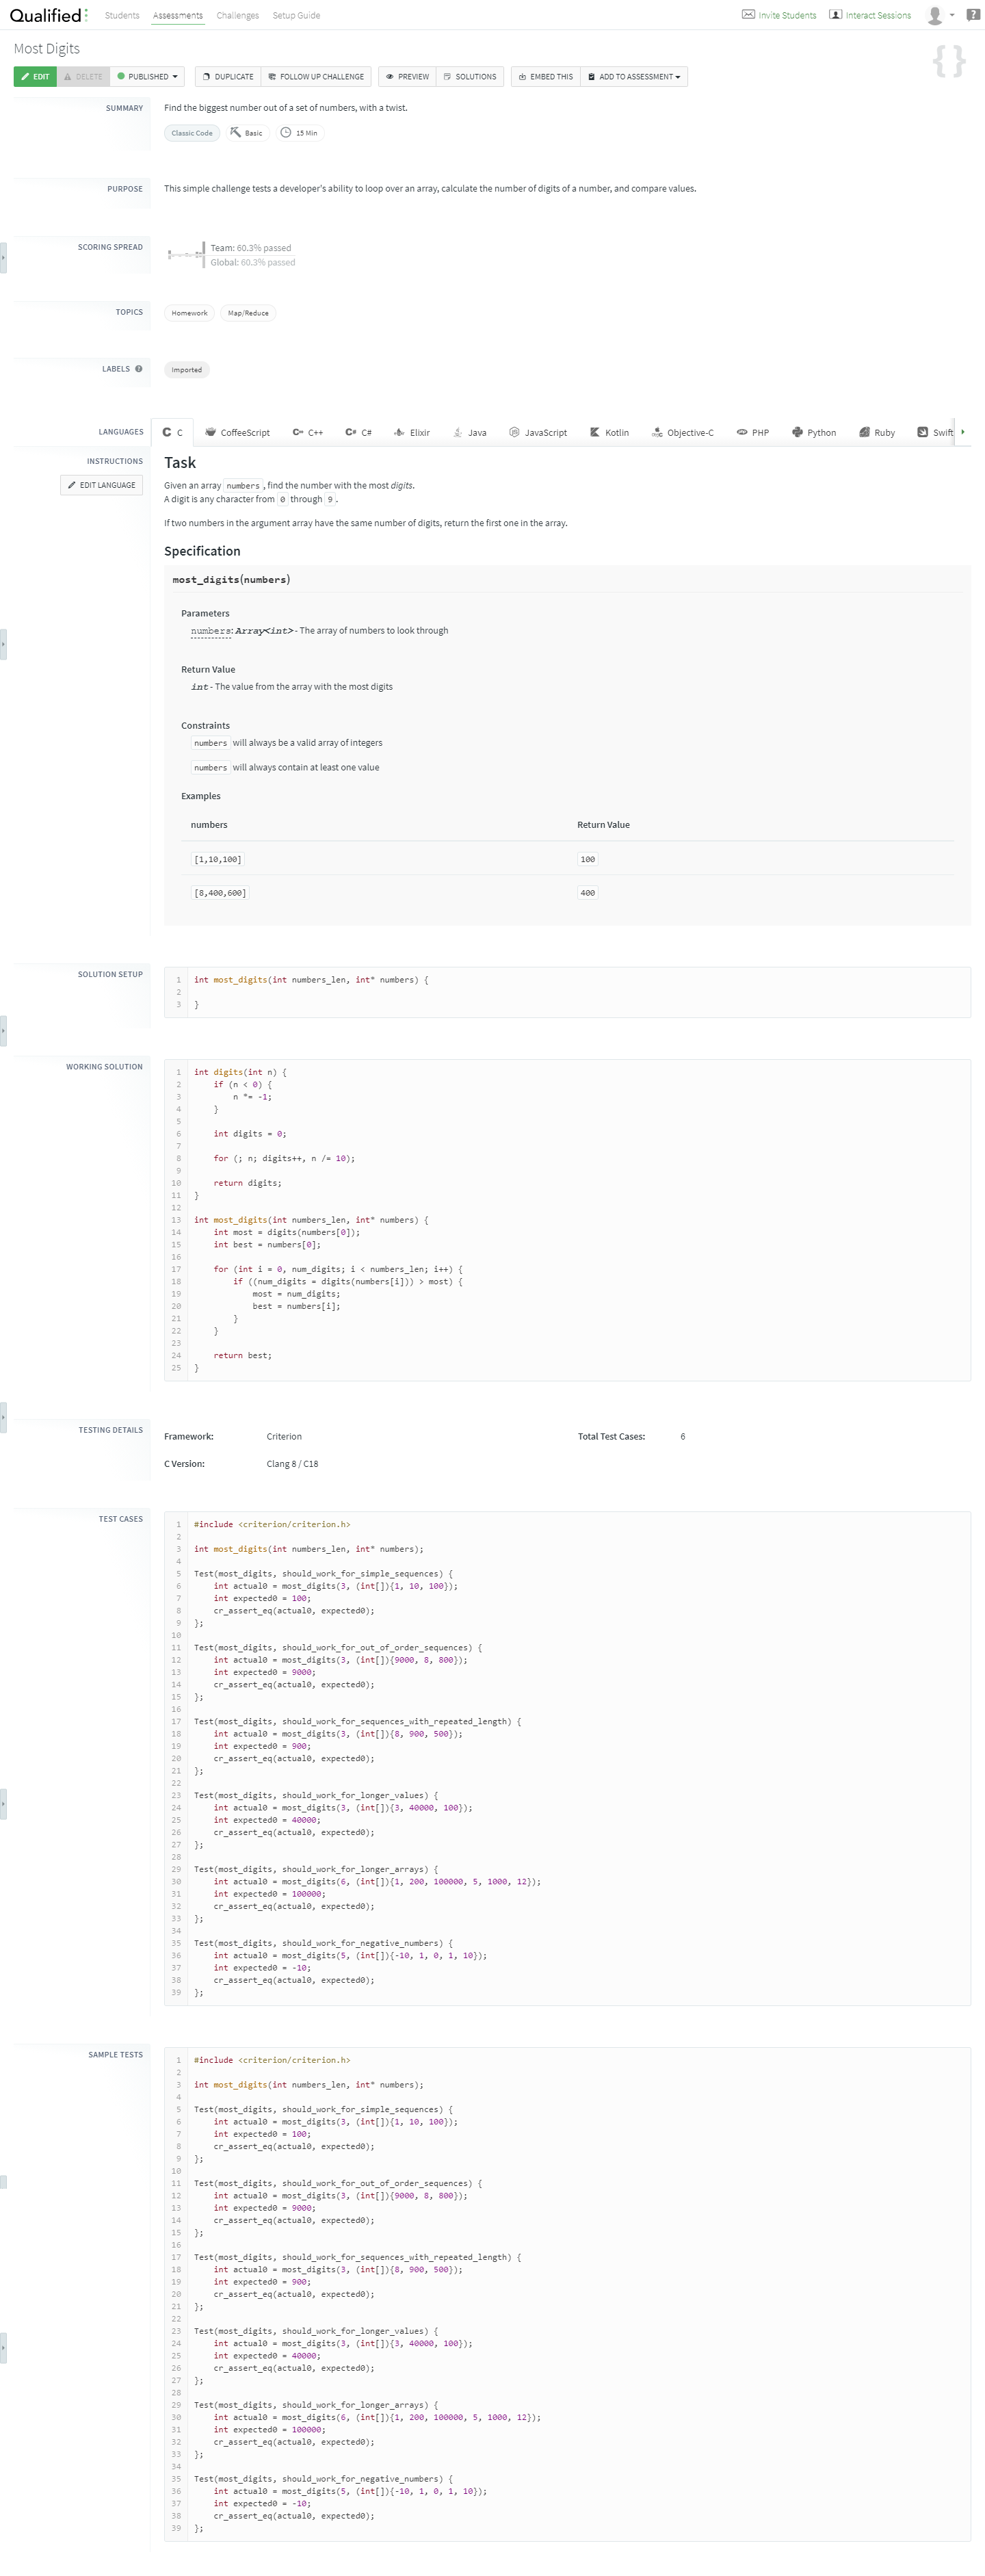 Qualified
Students Assessments Challenges Setup Guide Invite Students Interact Sessions
Most Digits
EDIT DELETE PUBLISHED DUPLICATE FOLLOW UP CHALLENGE PREVIEW SOLUTIONS EMBED THIS ADD TO ASSESSMENT
SUMMARY
Find the biggest number out of a set of numbers, with a twist.
Classic Code Basic 15 Min
PURPOSE
This simple challenge tests a developer's ability to loop over an array, calculate the number of digits of a number, and compare values.
SCORING SPREAD
Team: 60.3% passed
Global: 60.3% passed
TOPICS
Homework Map/Reduce
LABELS
Imported
LANGUAGES
C CoffeeScript C++ C# Elixir Java JavaScript Kotlin Objective-C PHP Python Ruby Swift
INSTRUCTIONS
EDIT LANGUAGE
Task
Given an array numbers, find the number with the most digits.
A digit is any character from 0 through 9.
If two numbers in the argument array have the same number of digits, return the first one in the array.
Specification
most_digits(numbers)
Parameters
numbers: Array<int> - The array of numbers to look through
Return Value
int - The value from the array with the most digits
Constraints
numbers will always be a valid array of integers
numbers will always contain at least one value
Examples
numbers Return Value
[1,10,100] 100
[8,400,600] 400
SOLUTION SETUP
1 int most_digits(int numbers_len, int* numbers) {
2
3 }
WORKING SOLUTION
1 int digits(int n) {
2 if (n < 0) {
3 n *= -1;
4 }
5
6 int digits = 0;
7
8 for (; n; digits++, n /= 10);
9
10 return digits;
11 }
12
13 int most_digits(int numbers_len, int* numbers) {
14 int most = digits(numbers[0]);
15 int best = numbers[0];
16
17 for (int i = 0, num_digits; i < numbers_len; i++) {
18 if ((num_digits = digits(numbers[i])) > most) {
19 most = num_digits;
20 best = numbers[i];
21 }
22 }
23
24 return best;
25 }
TESTING DETAILS
Framework: Criterion Total Test Cases: 6
C Version: Clang 8 / C18
TEST CASES
1 #include <criterion/criterion.h>
2
3 int most_digits(int numbers_len, int* numbers);
4
5 Test(most_digits, should_work_for_simple_sequences) {
6 int actual0 = most_digits(3, (int[]){1, 10, 100});
7 int expected0 = 100;
8 cr_assert_eq(actual0, expected0);
9 };
10
11 Test(most_digits, should_work_for_out_of_order_sequences) {
12 int actual0 = most_digits(3, (int[]){9000, 8, 800});
13 int expected0 = 9000;
14 cr_assert_eq(actual0, expected0);
15 };
16
17 Test(most_digits, should_work_for_sequences_with_repeated_length) {
18 int actual0 = most_digits(3, (int[]){8, 900, 500});
19 int expected0 = 900;
20 cr_assert_eq(actual0, expected0);
21 };
22
23 Test(most_digits, should_work_for_longer_values) {
24 int actual0 = most_digits(3, (int[]){3, 40000, 100});
25 int expected0 = 40000;
26 cr_assert_eq(actual0, expected0);
27 };
28
29 Test(most_digits, should_work_for_longer_arrays) {
30 int actual0 = most_digits(6, (int[]){1, 200, 100000, 5, 1000, 12});
31 int expected0 = 100000;
32 cr_assert_eq(actual0, expected0);
33 };
34
35 Test(most_digits, should_work_for_negative_numbers) {
36 int actual0 = most_digits(5, (int[]){-10, 1, 0, 1, 10});
37 int expected0 = -10;
38 cr_assert_eq(actual0, expected0);
39 };
SAMPLE TESTS
1 #include <criterion/criterion.h>
2
3 int most_digits(int numbers_len, int* numbers);
4
5 Test(most_digits, should_work_for_simple_sequences) {
6 int actual0 = most_digits(3, (int[]){1, 10, 100});
7 int expected0 = 100;
8 cr_assert_eq(actual0, expected0);
9 };
10
11 Test(most_digits, should_work_for_out_of_order_sequences) {
12 int actual0 = most_digits(3, (int[]){9000, 8, 800});
13 int expected0 = 9000;
14 cr_assert_eq(actual0, expected0);
15 };
16
17 Test(most_digits, should_work_for_sequences_with_repeated_length) {
18 int actual0 = most_digits(3, (int[]){8, 900, 500});
19 int expected0 = 900;
20 cr_assert_eq(actual0, expected0);
21 };
22
23 Test(most_digits, should_work_for_longer_values) {
24 int actual0 = most_digits(3, (int[]){3, 40000, 100});
25 int expected0 = 40000;
26 cr_assert_eq(actual0, expected0);
27 };
28
29 Test(most_digits, should_work_for_longer_arrays) {
30 int actual0 = most_digits(6, (int[]){1, 200, 100000, 5, 1000, 12});
31 int expected0 = 100000;
32 cr_assert_eq(actual0, expected0);
33 };
34
35 Test(most_digits, should_work_for_negative_numbers) {
36 int actual0 = most_digits(5, (int[]){-10, 1, 0, 1, 10});
37 int expected0 = -10;
38 cr_assert_eq(actual0, expected0);
39 };